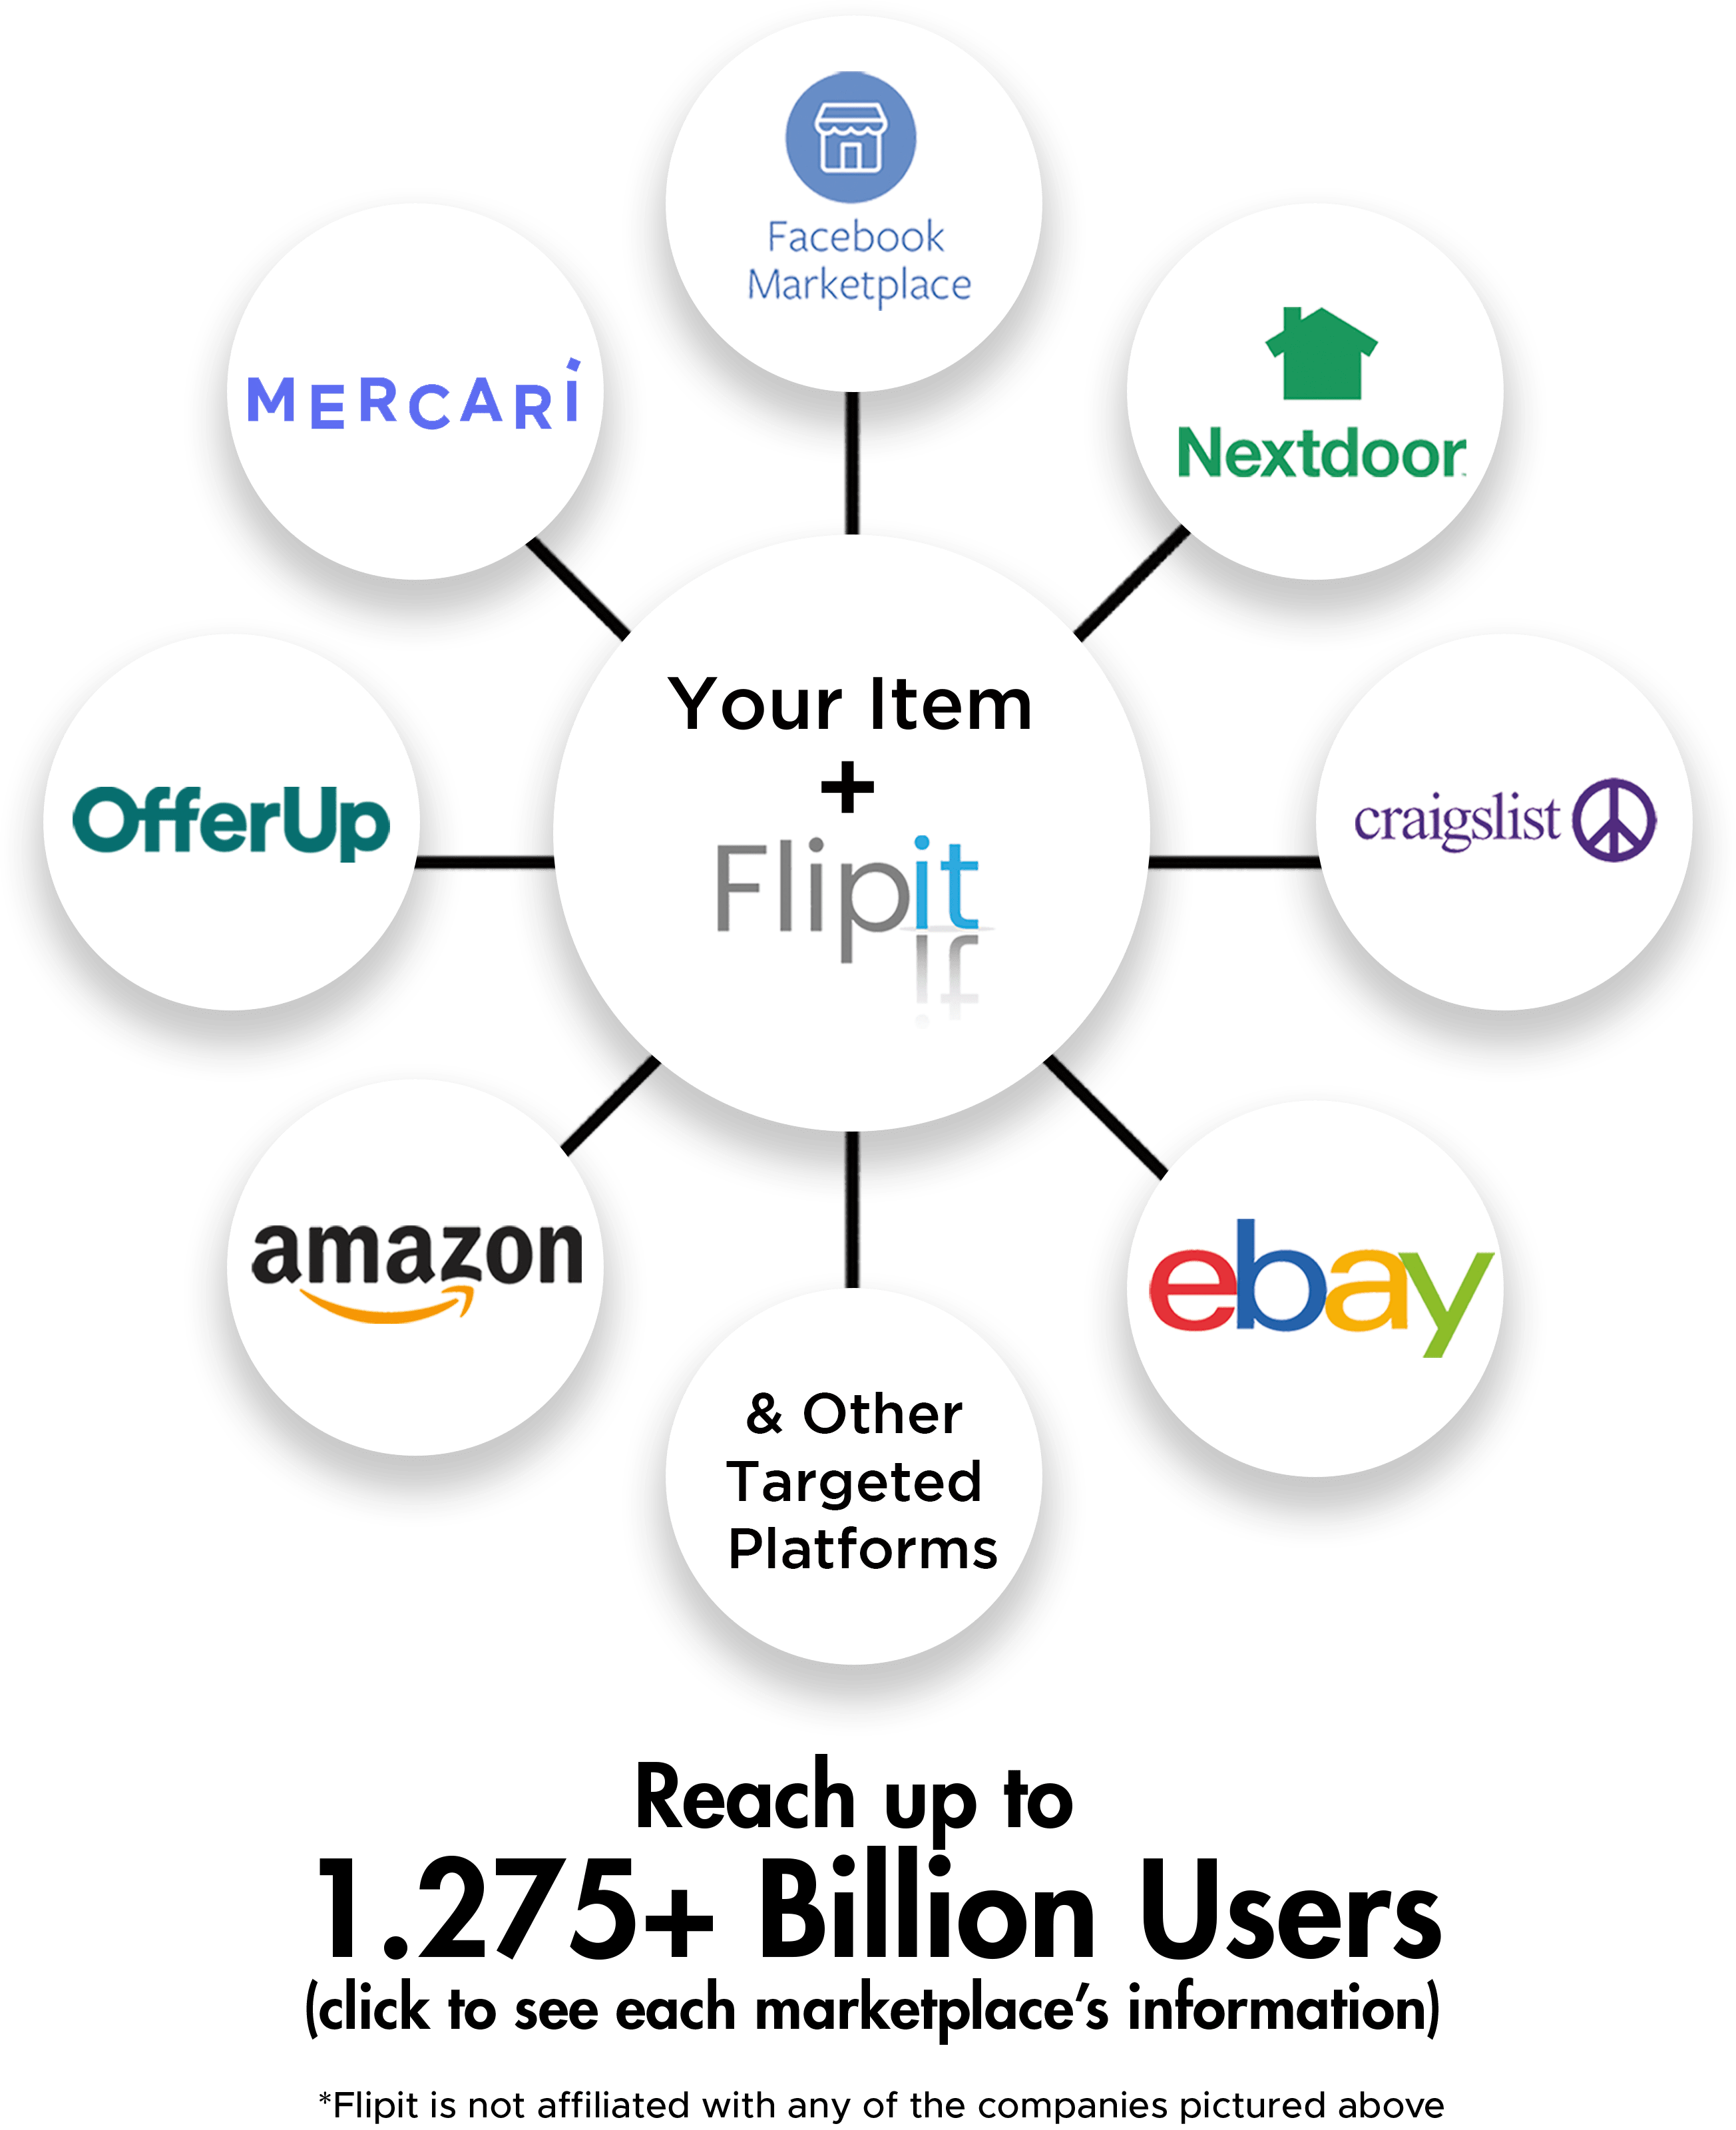 Facebook
Marketplace
MERCARI
Nextdoor
Your Item
+
Flipit
OfferUp
craigslist
amazon
ebay
& Other
Targeted
Platforms
Reach up to
1.275+ Billion Users
(click to see each marketplace’s information)
*Flipit is not affiliated with any of the companies pictured above